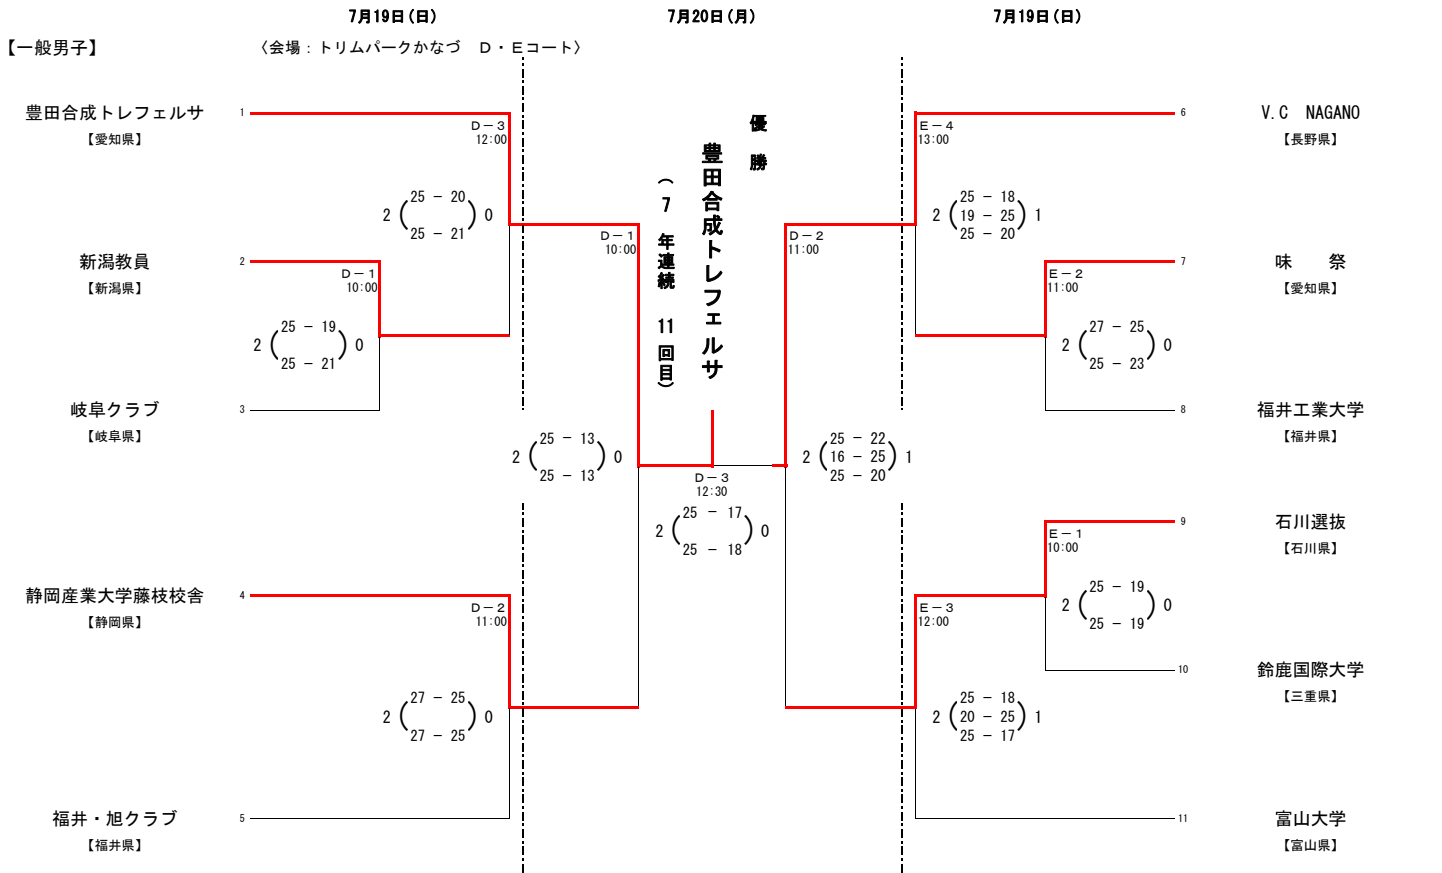 7月19日(日)
7月20日(月)
7月19日(日)
【一般男子】
〈会場：トリムパークかなづ　Ｄ・Ｅコート〉
豊田合成トレフェルサ
【愛知県】
1
Ｄ－3
12:00
25 － 20
2 ( ) 0
25 － 21
新潟教員
【新潟県】
2
Ｄ－1
10:00
25 － 19
2 ( ) 0
25 － 21
岐阜クラブ
【岐阜県】
3
静岡産業大学藤枝校舎
【静岡県】
4
Ｄ－2
11:00
27 － 25
2 ( ) 0
27 － 25
福井・旭クラブ
【福井県】
5
Ｄ－1
10:00
25 － 13
2 ( ) 0
25 － 13
優勝
豊田合成トレフェルサ
(7年連続　11回目)
Ｄ－3
12:30
25 － 17
2 ( ) 0
25 － 18
Ｄ－2
11:00
25 － 22
2 ( 16 － 25 ) 1
25 － 20
Ｅ－4
13:00
25 － 18
2 ( 19 － 25 ) 1
25 － 20
6
V.C　NAGANO
【長野県】
7
味　　祭
【愛知県】
Ｅ－2
11:00
27 － 25
2 ( ) 0
25 － 23
8
福井工業大学
【福井県】
9
石川選抜
【石川県】
Ｅ－1
10:00
25 － 19
2 ( ) 0
25 － 19
10
鈴鹿国際大学
【三重県】
Ｅ－3
12:00
25 － 18
2 ( 20 － 25 ) 1
25 － 17
11
富山大学
【富山県】